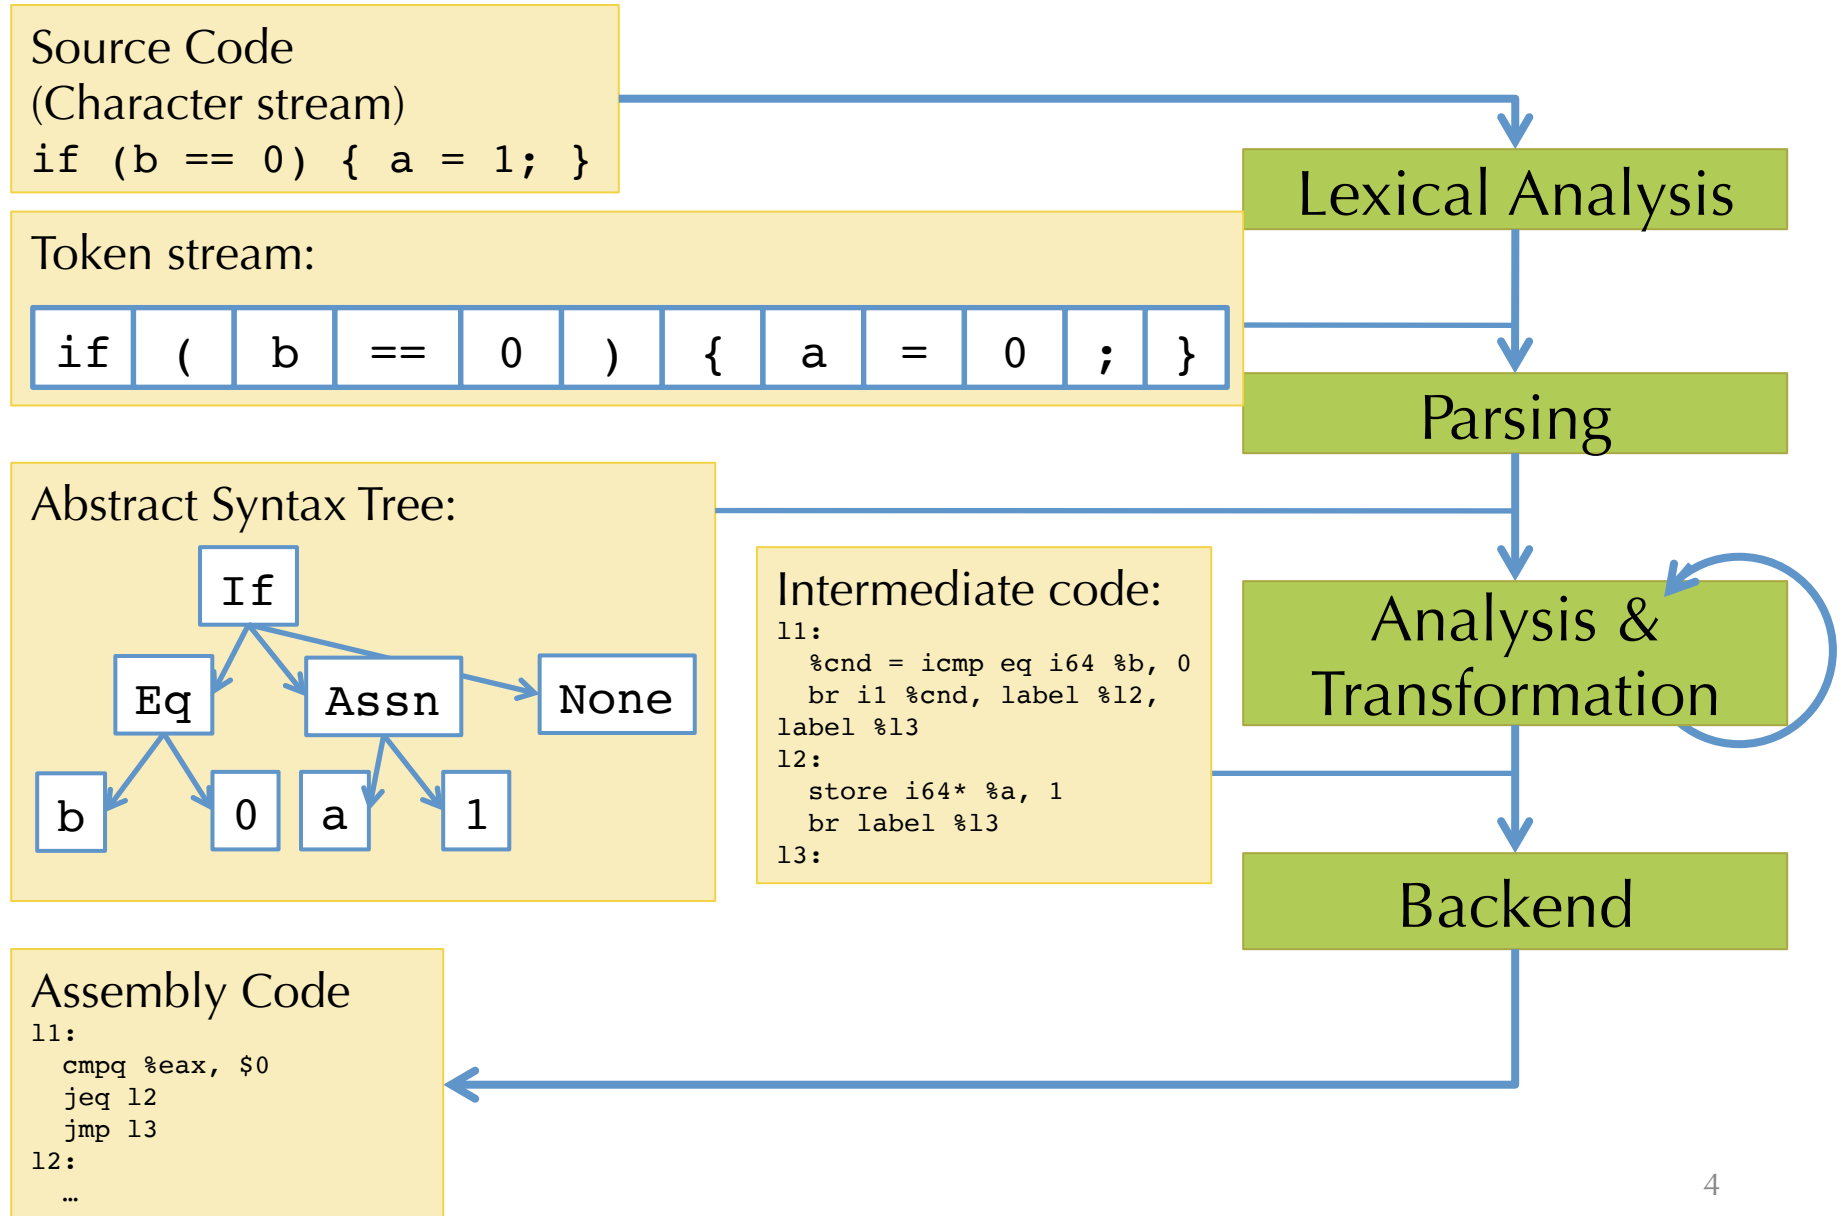 Source Code
(Character stream)
if (b == 0) { a = 1; }
Lexical Analysis
Token stream:
if ( b == 0 ) { a = 0 ; }
Parsing
Abstract Syntax Tree:
If
Eq Assn None
b 0 a 1
Intermediate code:
l1:
%cnd = icmp eq i64 %b, 0
br i1 %cnd, label %l2,
label %l3
l2:
store i64* %a, 1
br label %l3
l3:
Analysis &
Transformation
Backend
Assembly Code
l1:
cmpq %eax, $0
jeq l2
jmp l3
l2:
…
4